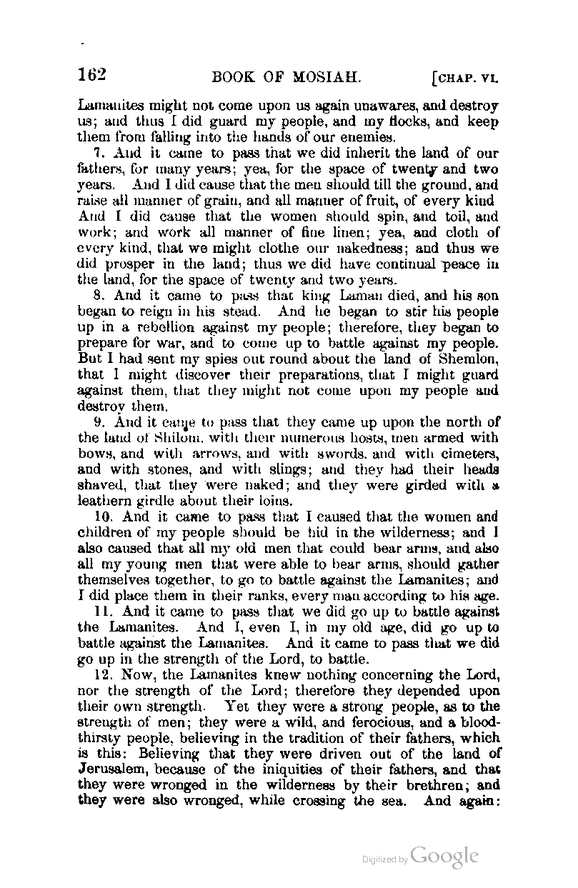 162 BOOK OF MOSIAH. [CHAP. VI.
Lamanites might not come upon us again unawares, and destroy
us; and thus I did guard my people, and my flocks, and keep
them from falling into the hands of our enemies.
7. And it came to pass that we did inherit the land of our
fathers, for many years; yea, for the space of twenty and two
years. And I did cause that the men should till the ground, and
raise all manner of grain, and all manner of fruit, of every kind
And I did cause that the women should spin, and toil, and
work; and work all manner of fine linen; yea, and cloth of
every kind, that we might clothe our nakedness; and thus we
did prosper in the land; thus we did have continual peace in
the land, for the space of twenty and two years.
8. And it came to pass that king Laman died, and his son
began to reign in his stead. And he began to stir his people
up in a rebellion against my people; therefore, they began to
prepare for war, and to come up to battle against my people.
But I had sent my spies out round about the land of Shemlon,
that I might discover their preparations, that I might guard
against them, that they might not come upon my people and
destroy them.
9. And it came to pass that they came up upon the north of
the land of Shilom, with their numerous hosts, men armed with
bows, and with arrows, and with swords, and with cimeters,
and with stones, and with slings; and they had their heads
shaved, that they were naked; and they were girded with a
leathern girdle about their loins.
10. And it came to pass that I caused that the women and
children of my people should be hid in the wilderness; and I
also caused that all my old men that could bear arms, and also
all my young men that were able to bear arms, should gather
themselves together, to go to battle against the Lamanites; and
I did place them in their ranks, every man according to his age.
11. And it came to pass that we did go up to battle against
the Lamanites. And I, even I, in my old age, did go up to
battle against the Lamanites. And it came to pass that we did
go up in the strength of the Lord, to battle.
12. Now, the Lamanites knew nothing concerning the Lord,
nor the strength of the Lord; therefore they depended upon
their own strength. Yet they were a strong people, as to the
strength of men; they were a wild, and ferocious, and a blood-
thirsty people, believing in the tradition of their fathers, which
is this: Believing that they were driven out of the land of
Jerusalem, because of the iniquities of their fathers, and that
they were wronged in the wilderness by their brethren; and
they were also wronged, while crossing the sea. And again:
Digitized by Google